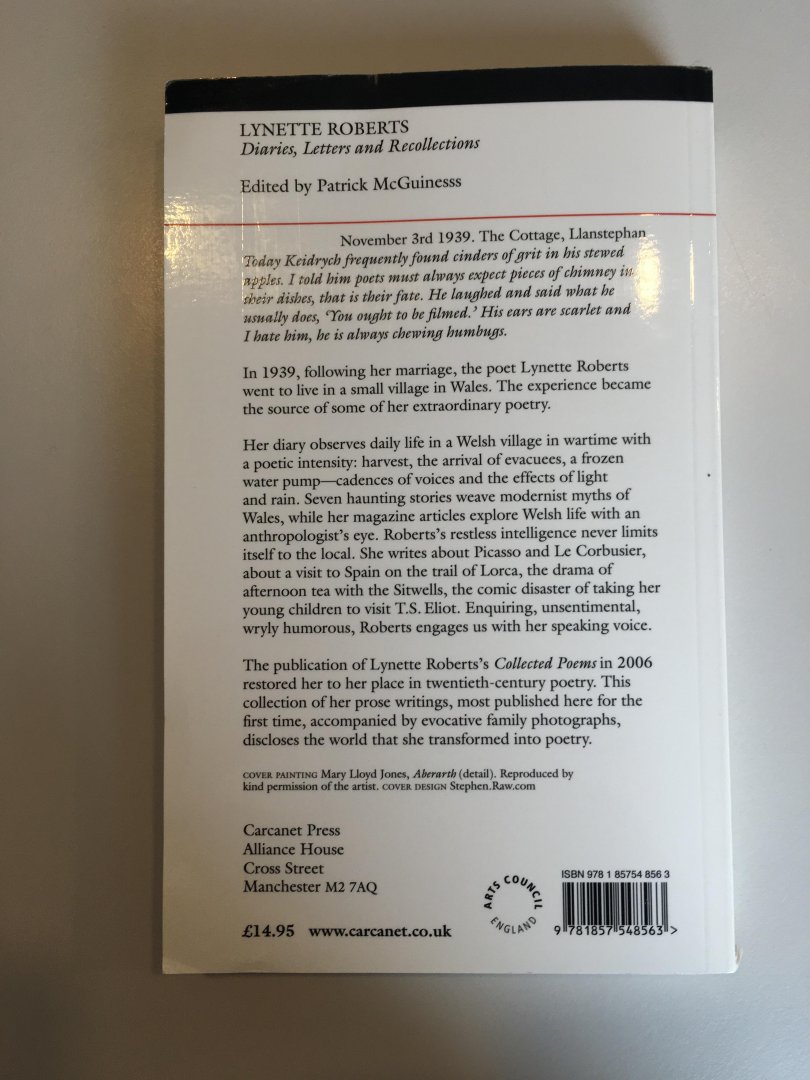 LYNETTE ROBERTS
Diaries, Letters and Recollections
Edited by Patrick McGuinesss
November 3rd 1939. The Cottage, Llanstephan
Today Keidrych frequently found cinders of grit in his stewed
apples. I told him poets must always expect pieces of chimney in
their dishes, that is their fate. He laughed and said what he
usually does, ‘You ought to be filmed.’ His ears are scarlet and
I hate him, he is always chewing humbugs.
In 1939, following her marriage, the poet Lynette Roberts
went to live in a small village in Wales. The experience became
the source of some of her extraordinary poetry.
Her diary observes daily life in a Welsh village in wartime with
a poetic intensity: harvest, the arrival of evacuees, a frozen
water pump—cadences of voices and the effects of light
and rain. Seven haunting stories weave modernist myths of
Wales, while her magazine articles explore Welsh life with an
anthropologist’s eye. Roberts’s restless intelligence never limits
itself to the local. She writes about Picasso and Le Corbusier,
about a visit to Spain on the trail of Lorca, the drama of
afternoon tea with the Sitwells, the comic disaster of taking her
young children to visit T.S. Eliot. Enquiring, unsentimental,
wryly humorous, Roberts engages us with her speaking voice.
The publication of Lynette Roberts’s Collected Poems in 2006
restored her to her place in twentieth-century poetry. This
collection of her prose writings, most published here for the
first time, accompanied by evocative family photographs,
discloses the world that she transformed into poetry.
COVER PAINTING Mary Lloyd Jones, Aberarth (detail). Reproduced by
kind permission of the artist. COVER DESIGN Stephen.Raw.com
Carcanet Press
Alliance House
Cross Street
Manchester M2 7AQ
£14.95 www.carcanet.co.uk
ARTS COUNCIL
ENGLAND
ISBN 978 1 85754 856 3
9 781857 548563 >